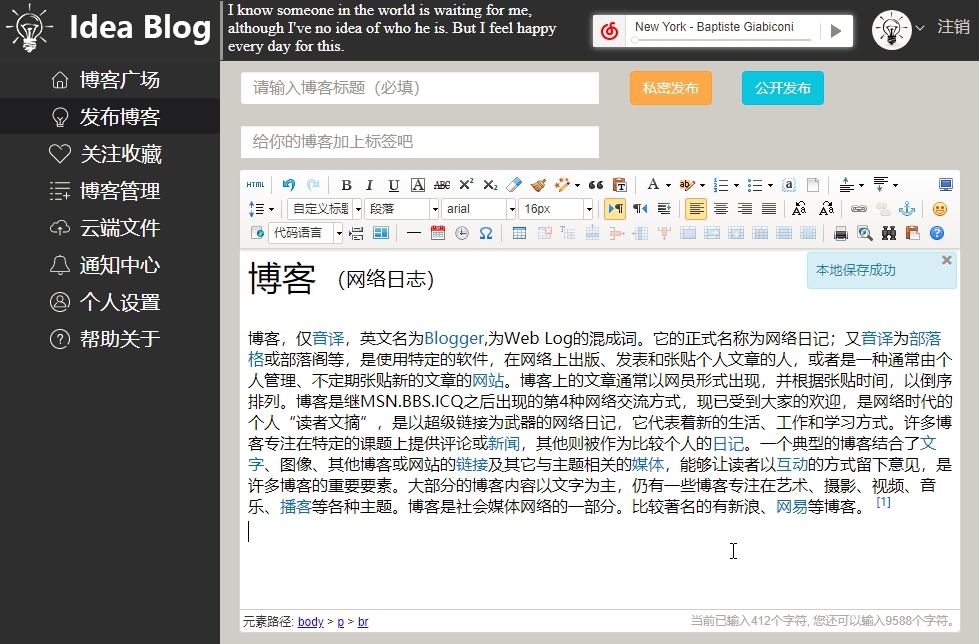 Idea Blog
I know someone in the world is waiting for me,
although I've no idea of who he is. But I feel happy
every day for this.
New York - Baptiste Giabiconi
注销
博客广场
发布博客
关注收藏
博客管理
云端文件
通知中心
个人设置
帮助关于
请输入博客标题（必填）
私密发布
公开发布
给你的博客加上标签吧
HTML
自定义标题
段落
arial
16px
代码语言
本地保存成功
博客 （网络日志）
博客，仅音译，英文名为Blogger,为Web Log的混成词。它的正式名称为网络日记；又音译为部落
格或部落阁等，是使用特定的软件，在网络上出版、发表和张贴个人文章的人，或者是一种通常由个
人管理、不定期张贴新的文章的网站。博客上的文章通常以网员形式出现，并根据张贴时间，以倒序
排列。博客是继MSN.BBS.ICQ之后出现的第4种网络交流方式，现已受到大家的欢迎，是网络时代的
个人“读者文摘”，是以超级链接为武器的网络日记，它代表着新的生活、工作和学习方式。许多博
客专注在特定的课题上提供评论或新闻，其他则被作为比较个人的日记。一个典型的博客结合了文
字、图像、其他博客或网站的链接及其它与主题相关的媒体，能够让读者以互动的方式留下意见，是
许多博客的重要要素。大部分的博客内容以文字为主，仍有一些博客专注在艺术、摄影、视频、音
乐、播客等各种主题。博客是社会媒体网络的一部分。比较著名的有新浪、网易等博客。 [1]
元素路径: body > p > br
当前已输入412个字符, 您还可以输入9588个字符。